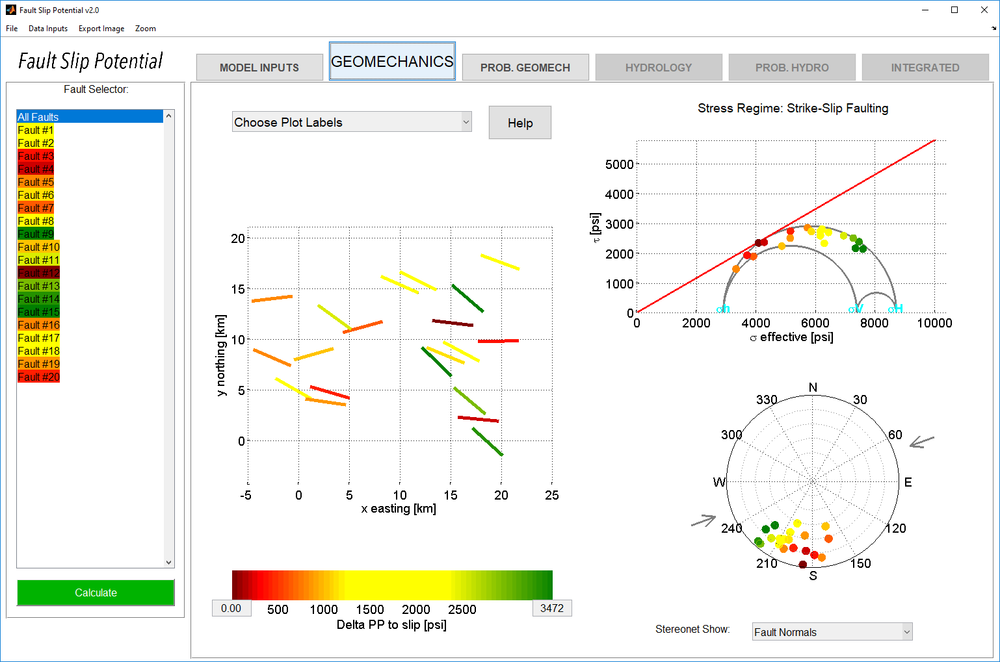 Fault Slip Potential v2.0
File Data Inputs Export Image Zoom
Fault Slip Potential
MODEL INPUTS GEOMECHANICS PROB. GEOMECH HYDROLOGY PROB. HYDRO INTEGRATED
Fault Selector:
All Faults
Fault #1
Fault #2
Fault #3
Fault #4
Fault #5
Fault #6
Fault #7
Fault #8
Fault #9
Fault #10
Fault #11
Fault #12
Fault #13
Fault #14
Fault #15
Fault #16
Fault #17
Fault #18
Fault #19
Fault #20
Calculate
Choose Plot Labels
Help
20
15
10
5
0
y northing [km]
-5 0 5 10 15 20 25
x easting [km]
0.00 500 1000 1500 2000 2500 3472
Delta PP to slip [psi]
Stress Regime: Strike-Slip Faulting
5000
4000
3000
2000
1000
0
τ [psi]
σh σV σH
0 2000 4000 6000 8000 10000
σ effective [psi]
N
330 30
300 60
W E
240 120
210 150
S
Stereonet Show: Fault Normals